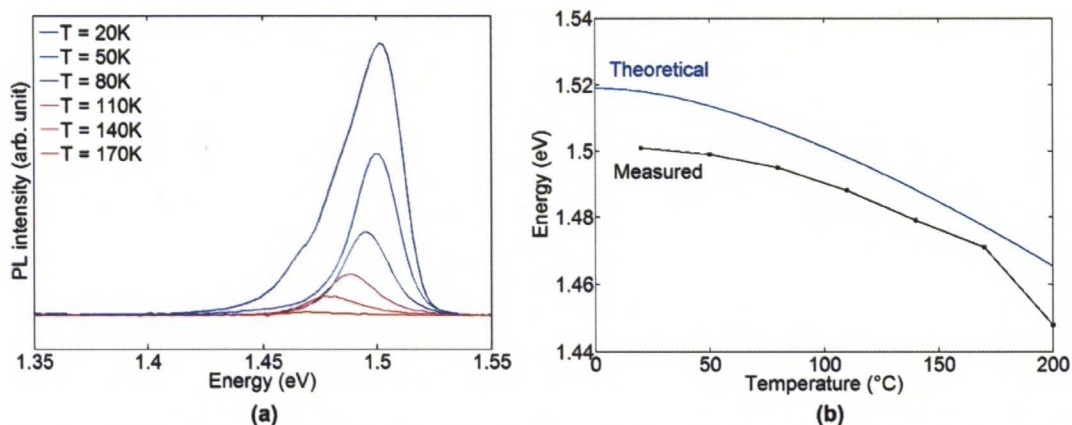 T = 20K
T = 50K
T = 80K
T = 110K
T = 140K
T = 170K
PL intensity (arb. unit)
1.35
1.4
1.45
1.5
1.55
Energy (eV)
(a)
1.54
1.52
1.5
1.48
1.46
1.44
Energy (eV)
Theoretical
Measured
0
50
100
150
200
Temperature (°C)
(b)